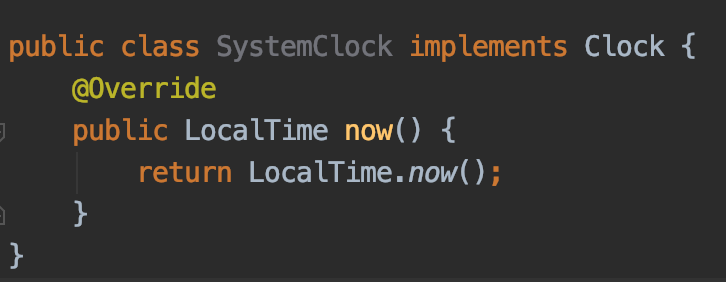 public class SystemClock implements Clock {
    @Override
    public LocalTime now() {
        return LocalTime.now();
    }
}